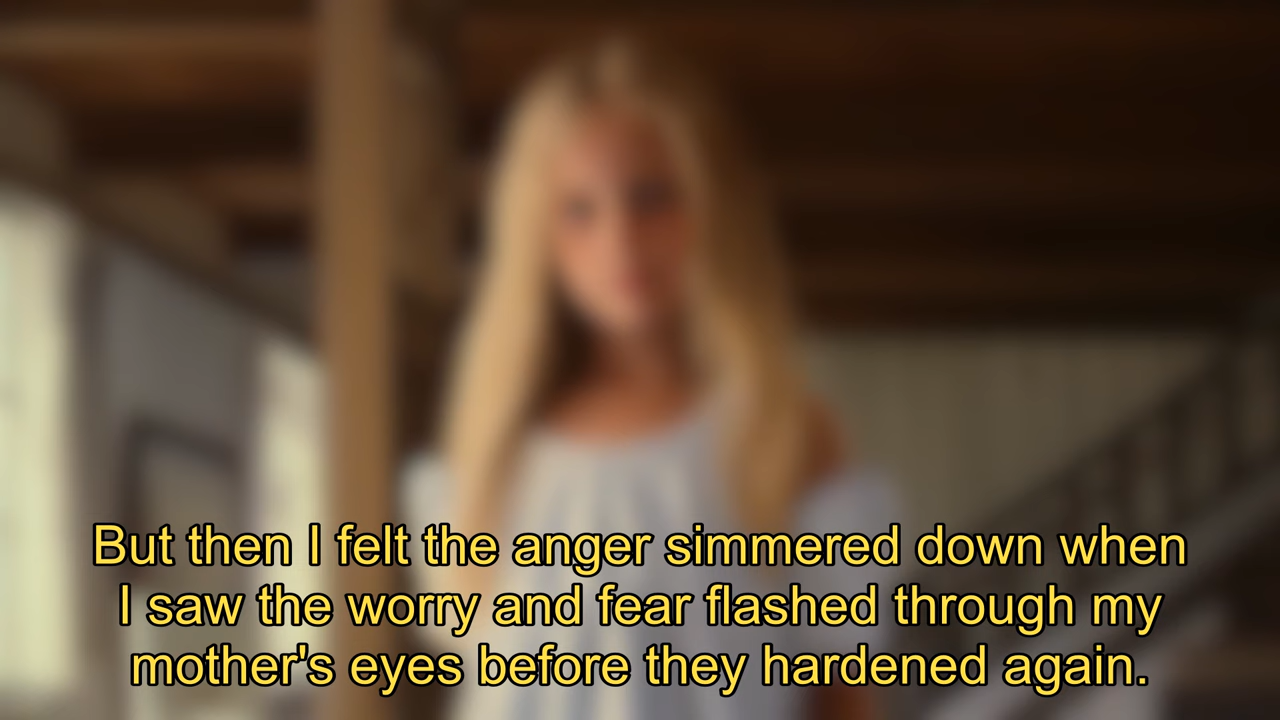 But then I felt the anger simmered down when
I saw the worry and fear flashed through my
mother's eyes before they hardened again.